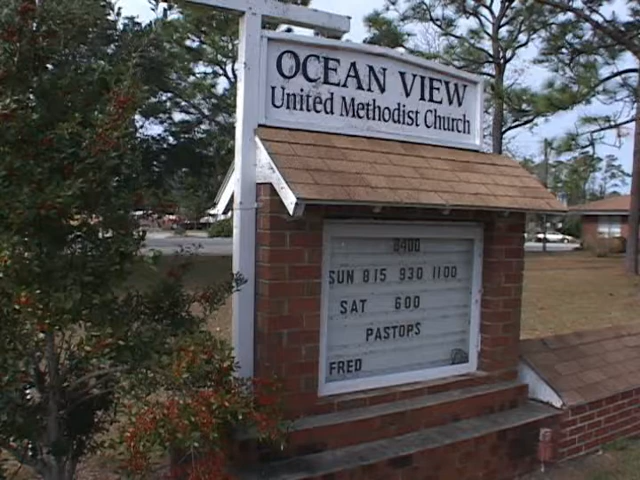 OCEAN VIEW
United Methodist Church
8400
SUN 815 930 1100
SAT 600
PASTOPS
FRED